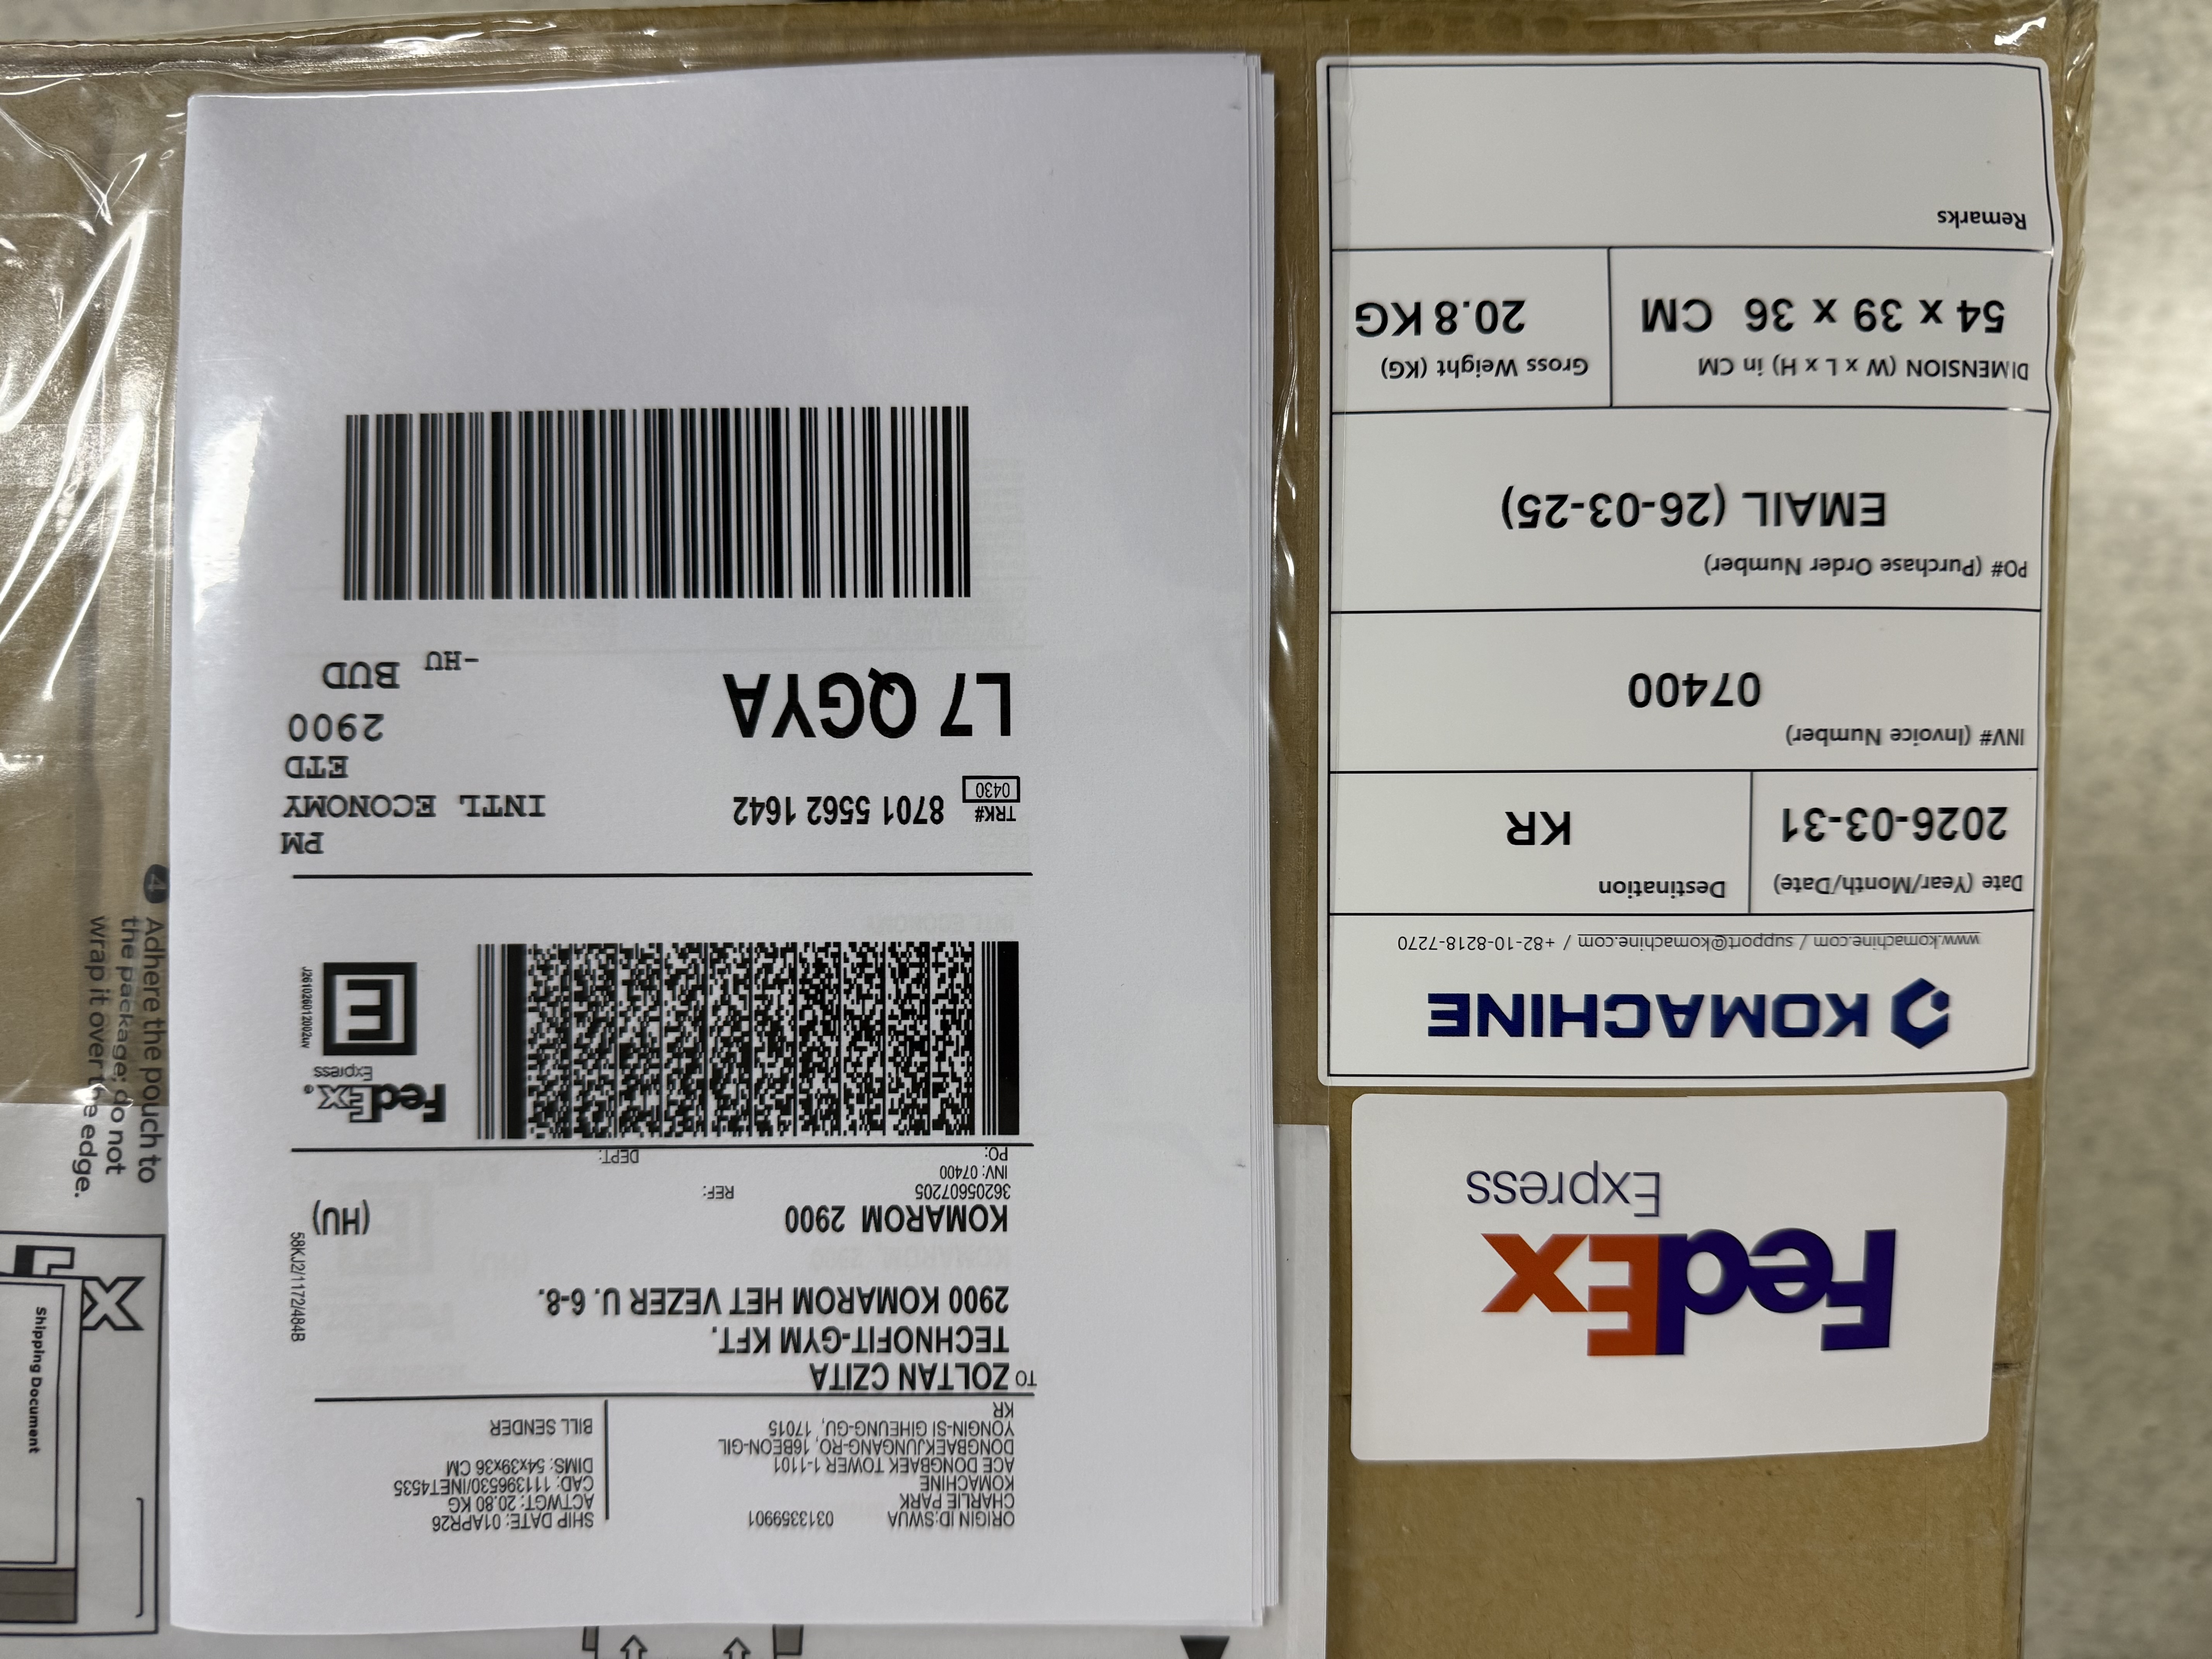 ORIGIN ID:SWUA 0313359901
CHARLIE PARK
KOMACHINE
ACE DONGBAEK TOWER 1-1101
DONGBAEKJUNGANG-RO, 16BEON-GIL
YONGIN-SI GIHEUNG-GU, 17015
KR
SHIP DATE: 01APR26
ACTWGT: 20.80 KG
CAD: 111396530/INET4535
DIMS: 54x39x36 CM
BILL SENDER
TO ZOLTAN CZITA
TECHNOFIT-GYM KFT.
2900 KOMAROM HET VEZER U. 6-8.
KOMAROM 2900 (HU)
36205607205 REF:
INV: 07400
PO: DEPT:
58KJ2/1172/484B
FedEx
Express
E
J261026012002uv
TRK# 8701 5562 1642
0430
PM
INTL ECONOMY
ETD
L7 QGYA
2900
-HU BUD
FedEx
Express
KOMACHINE
www.komachine.com / support@komachine.com / +82-10-8218-7270
Date (Year/Month/Date)
2026-03-31
Destination
KR
INV# (Invoice Number)
07400
PO# (Purchase Order Number)
EMAIL (26-03-25)
DIMENSION (W x L x H) in CM
54 x 39 x 36 CM
Gross Weight (KG)
20.8 KG
Remarks
4 Adhere the pouch to
the package; do not
wrap it over the edge.
Shipping Document